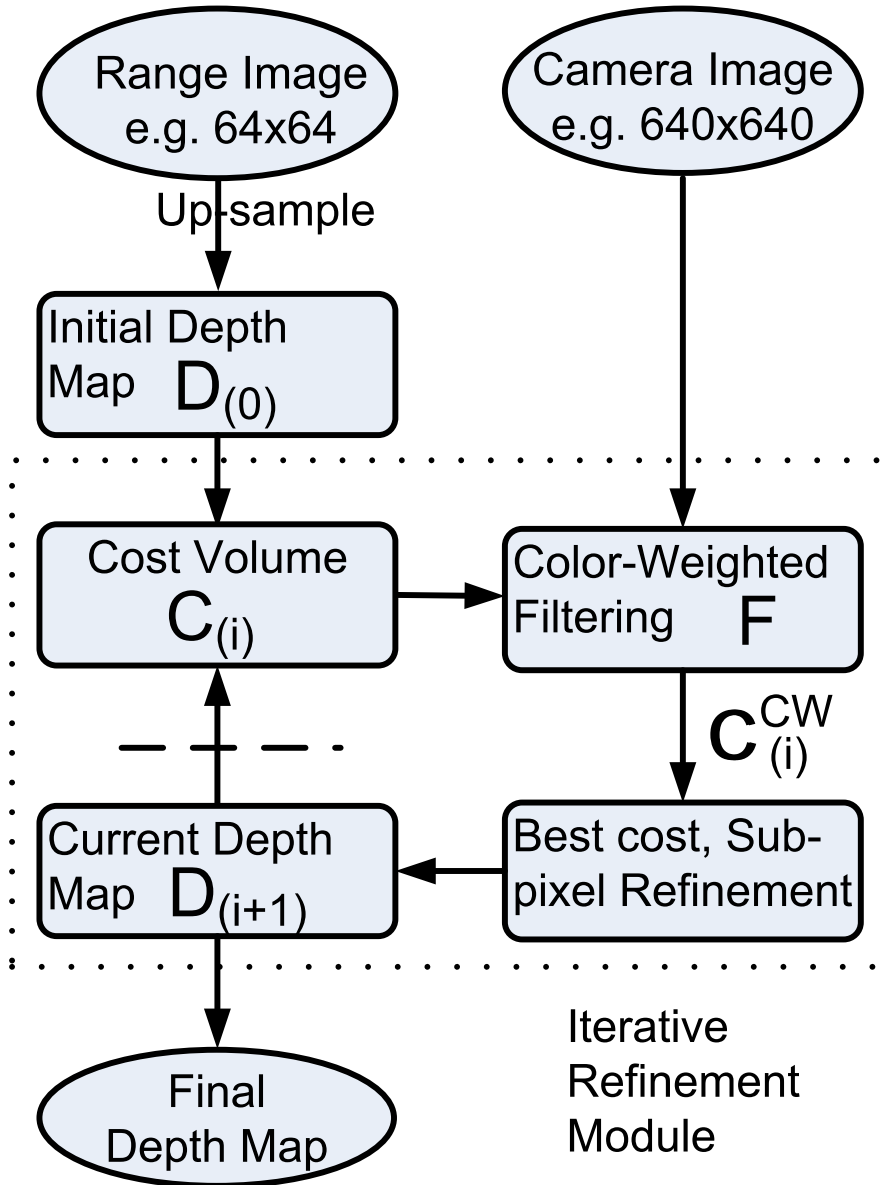 Range Image
e.g. 64x64
Camera Image
e.g. 640x640
Up-sample
Initial Depth
Map D(0)
Cost Volume
C(i)
Color-Weighted
Filtering F
C(i)CW
Current Depth
Map D(i+1)
Best cost, Sub-
pixel Refinement
Final
Depth Map
Iterative
Refinement
Module